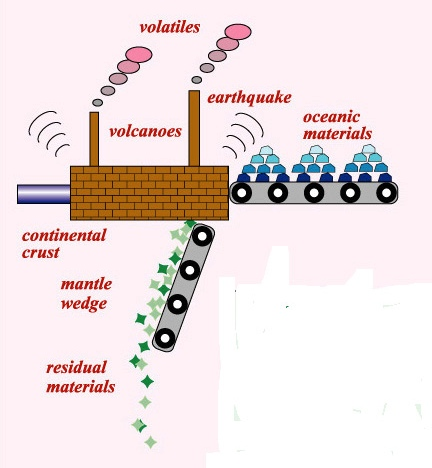 volatiles
earthquake
volcanoes
oceanic
materials
continental
crust
mantle
wedge
residual
materials